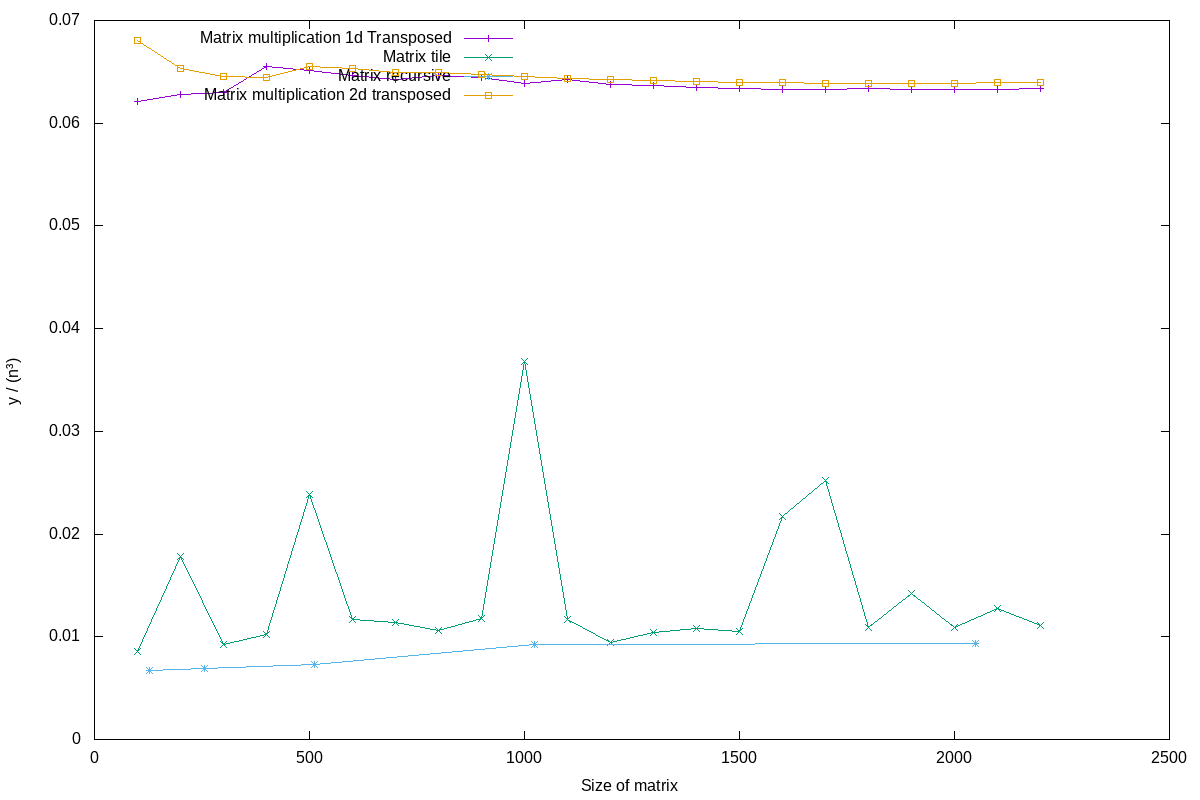 0.07
0.06
0.05
0.04
0.03
0.02
0.01
0
y / (n³)
Matrix multiplication 1d Transposed
Matrix tile
Matrix recursive
Matrix multiplication 2d transposed
0 500 1000 1500 2000 2500
Size of matrix